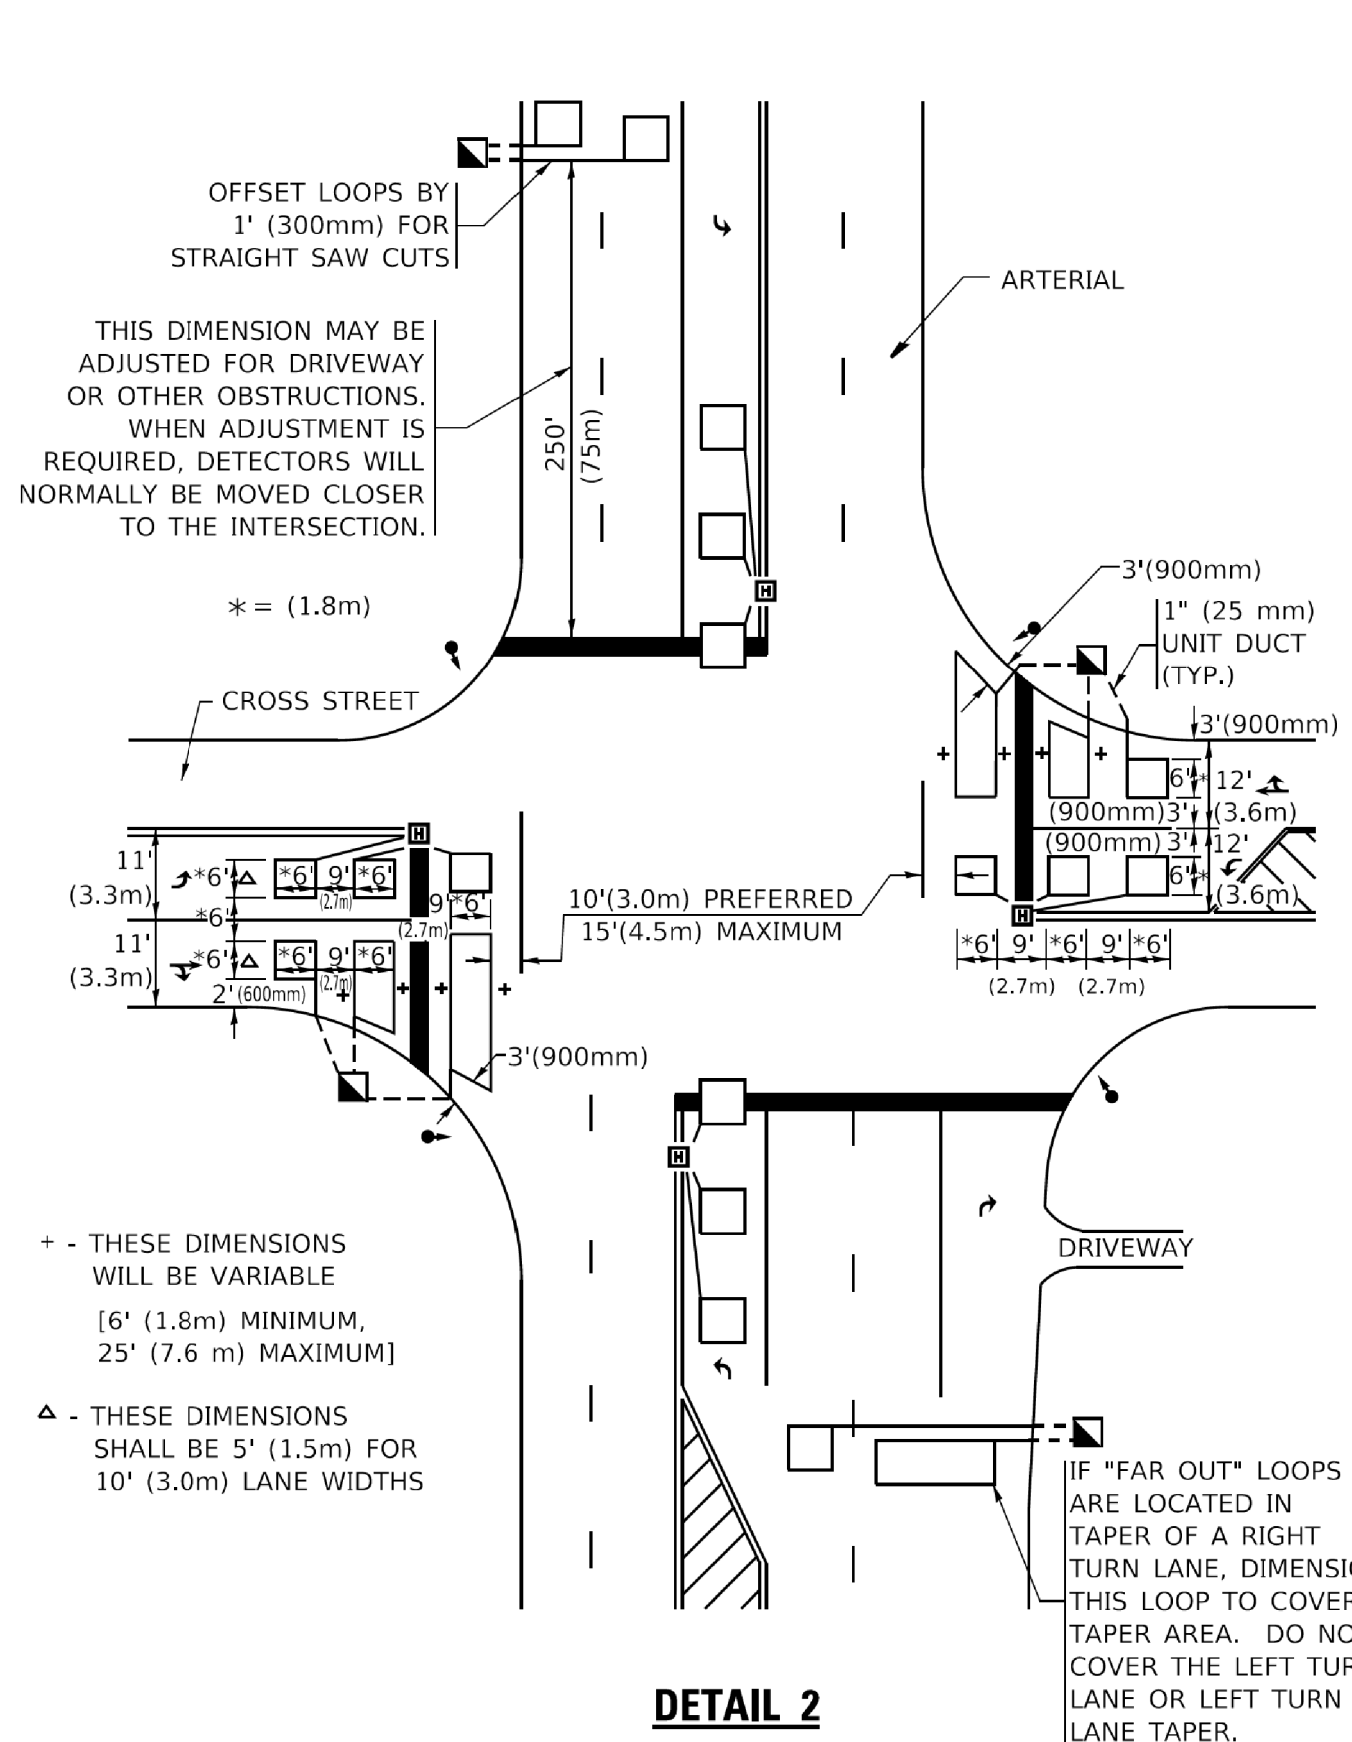 OFFSET LOOPS BY
1' (300mm) FOR
STRAIGHT SAW CUTS
ARTERIAL
THIS DIMENSION MAY BE
ADJUSTED FOR DRIVEWAY
OR OTHER OBSTRUCTIONS.
WHEN ADJUSTMENT IS
REQUIRED, DETECTORS WILL
NORMALLY BE MOVED CLOSER
TO THE INTERSECTION.
250'
(75m)
* = (1.8m)
H
3'(900mm)
1" (25 mm)
UNIT DUCT
(TYP.)
CROSS STREET
3'(900mm)
+ + + +
6' * 12'
(3.6m)
(900mm) 3'
(900mm) 3' 12'
6' *
(3.6m)
H
*6' 9' *6' 9' *6'
(2.7m) (2.7m)
H
11'
(3.3m)
*6' *6' 9' *6'
(2.7m)
9' *6'
(2.7m)
*6'
11'
(3.3m)
*6' *6' 9' *6'
(2.7m)
2' (600mm)
+ + + +
10'(3.0m) PREFERRED
15'(4.5m) MAXIMUM
3'(900mm)
H
DRIVEWAY
+ - THESE DIMENSIONS
WILL BE VARIABLE
[6' (1.8m) MINIMUM,
25' (7.6 m) MAXIMUM]
△ - THESE DIMENSIONS
SHALL BE 5' (1.5m) FOR
10' (3.0m) LANE WIDTHS
IF "FAR OUT" LOOPS
ARE LOCATED IN
TAPER OF A RIGHT
TURN LANE, DIMENSIO
THIS LOOP TO COVER
TAPER AREA. DO NO
COVER THE LEFT TUR
LANE OR LEFT TURN
LANE TAPER.
DETAIL 2